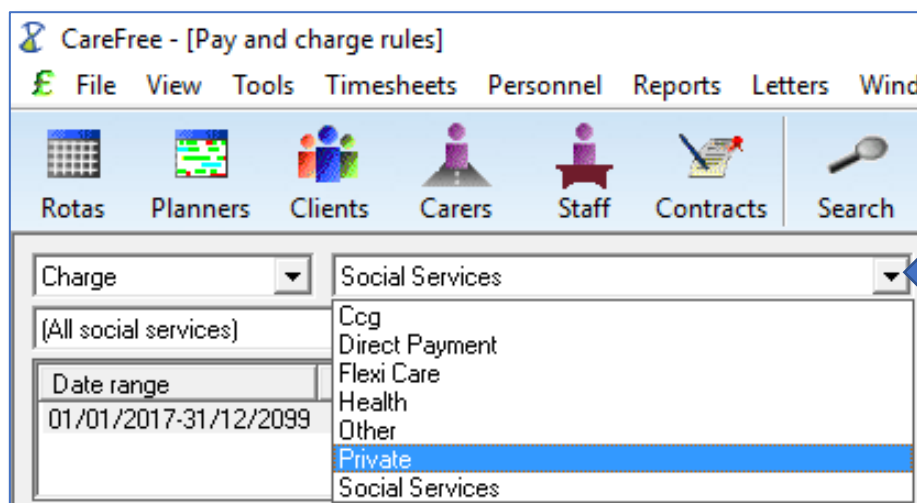 CareFree - [Pay and charge rules]
£ File View Tools Timesheets Personnel Reports Letters Wind
Rotas Planners Clients Carers Staff Contracts Search
Charge Social Services
(All social services)
Ccg
Direct Payment
Flexi Care
Health
Other
Private
Social Services
Date range
01/01/2017-31/12/2099